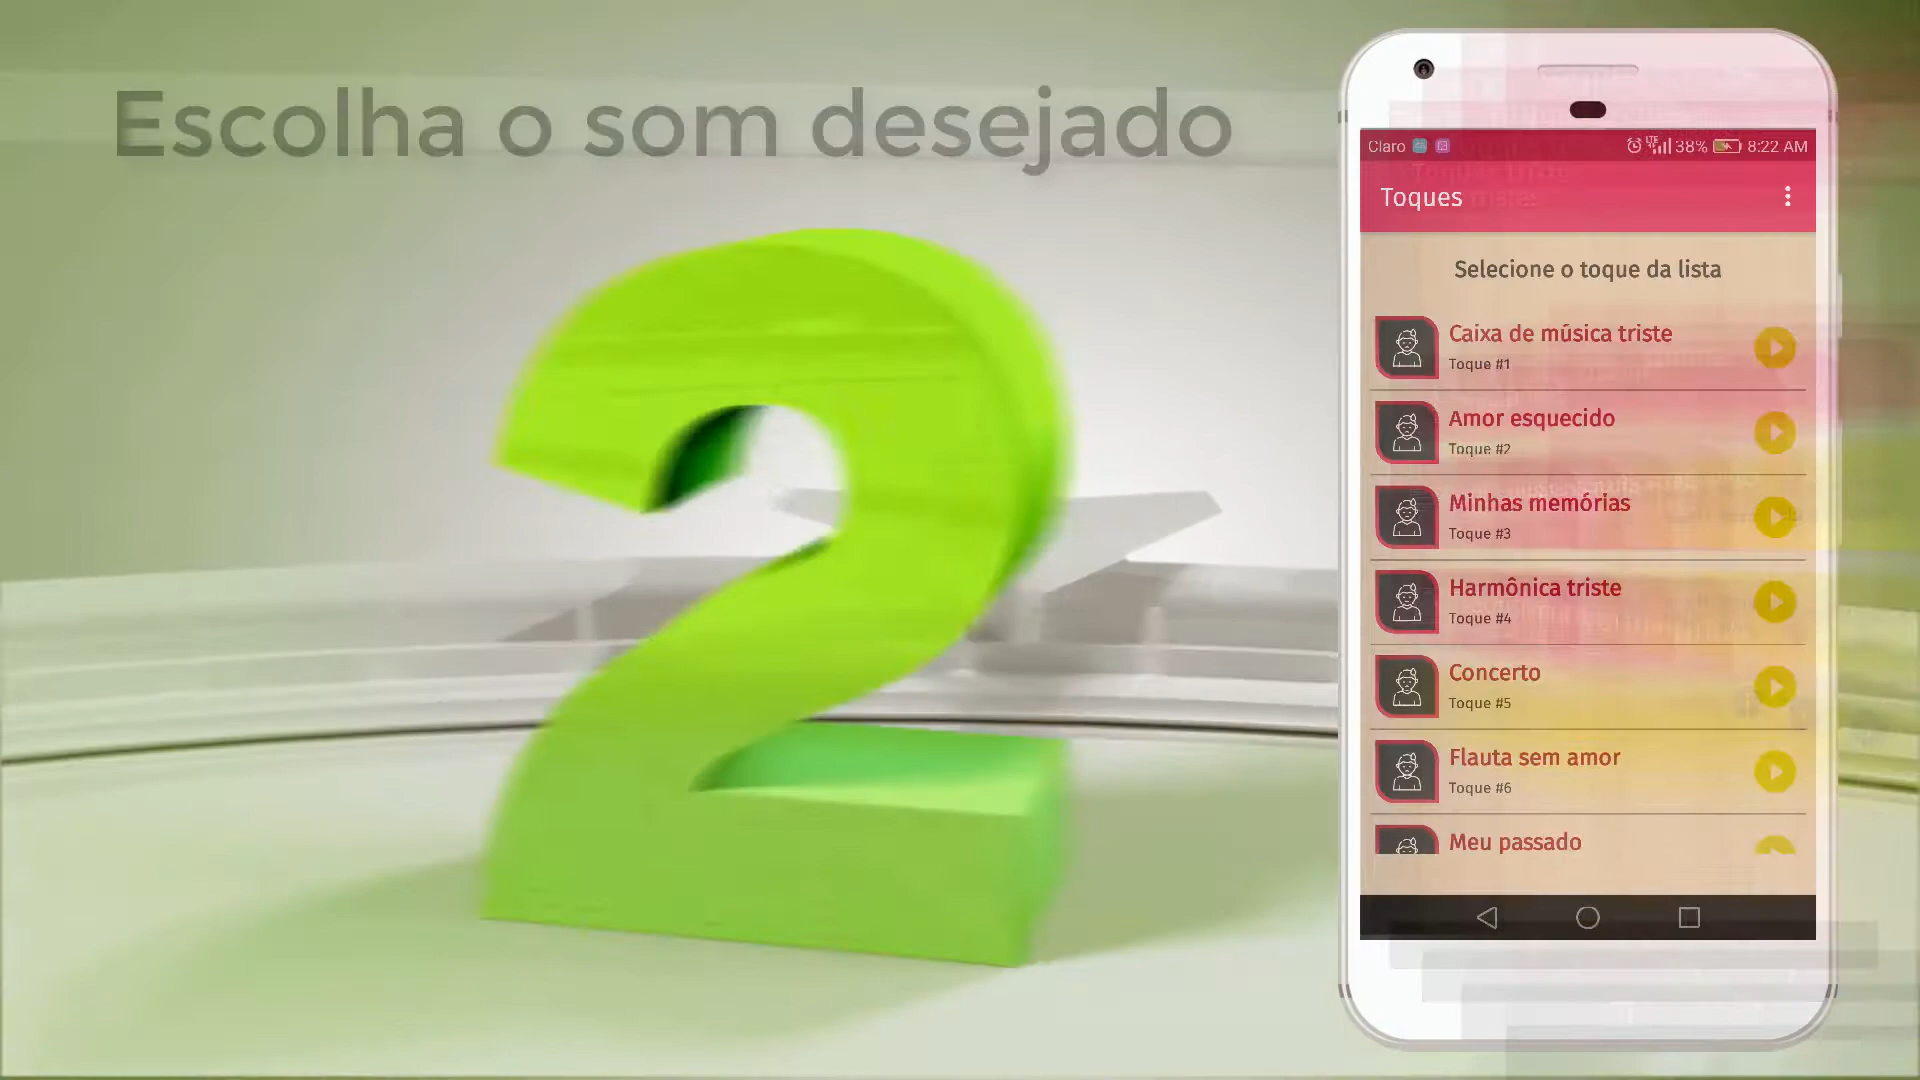 Escolha o som desejado
2
Claro
LTE 38% 8:22 AM
Toques
Selecione o toque da lista
Caixa de música triste
Toque #1
Amor esquecido
Toque #2
Minhas memórias
Toque #3
Harmônica triste
Toque #4
Concerto
Toque #5
Flauta sem amor
Toque #6
Meu passado